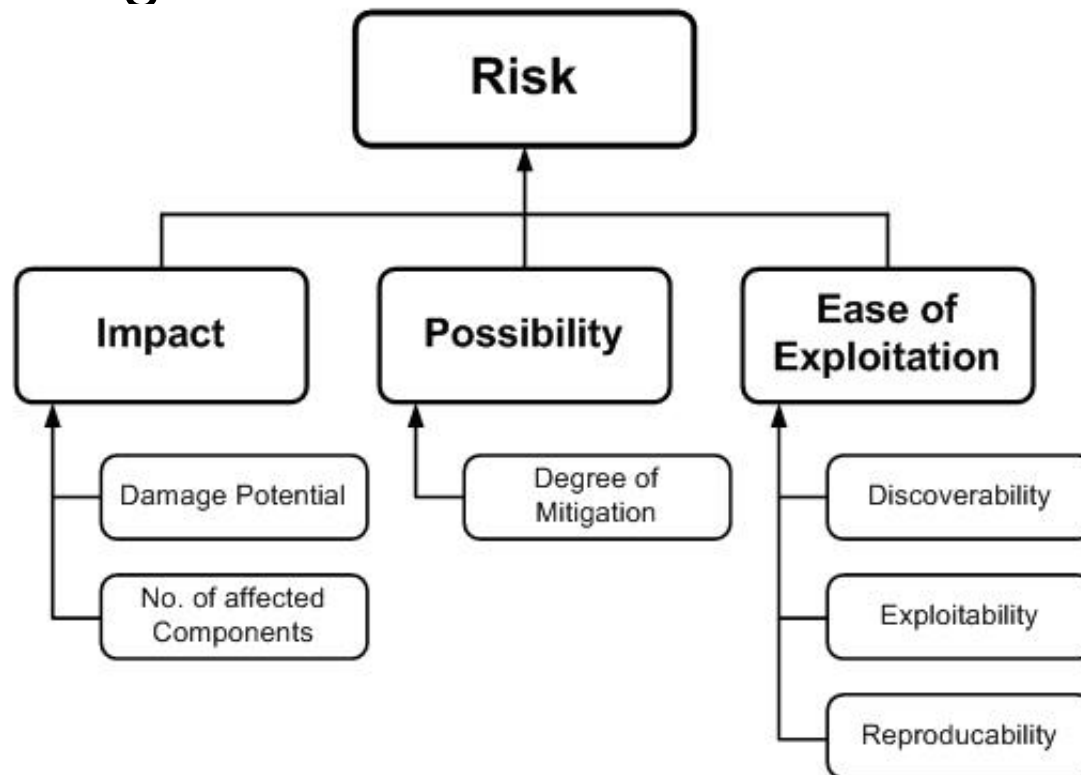 Risk
Impact
Possibility
Ease of
Exploitation
Damage Potential
No. of affected
Components
Degree of
Mitigation
Discoverability
Exploitability
Reproducability